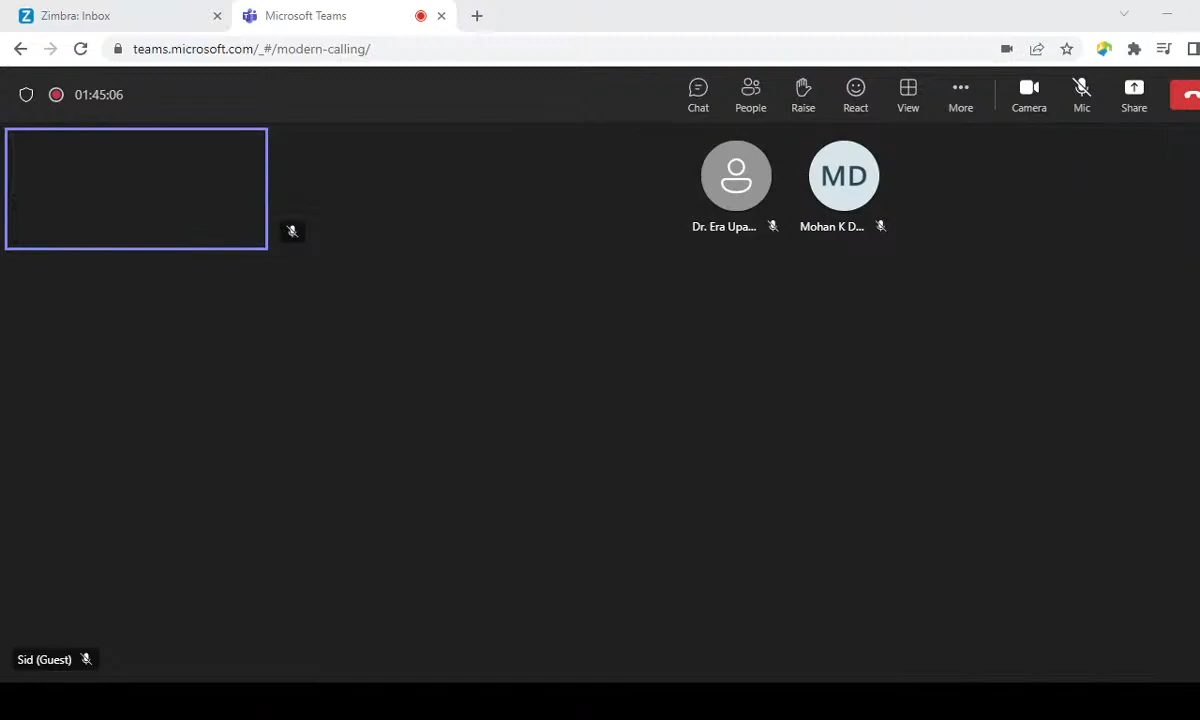 Zimbra: Inbox
Microsoft Teams
teams.microsoft.com/_#/modern-calling/
01:45:06
Chat
People
Raise
React
View
More
Camera
Mic
Share
MD
Dr. Era Upa...
Mohan K D...
Sid (Guest)